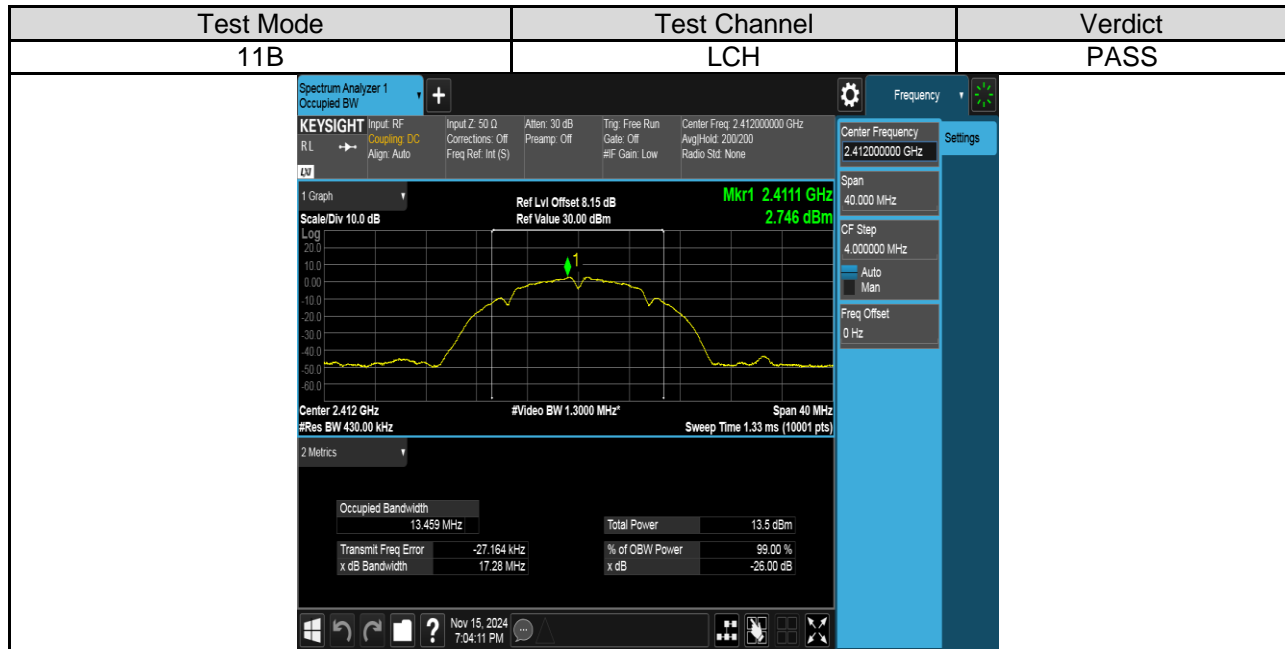 Test Mode Test Channel Verdict
11B LCH PASS
Spectrum Analyzer 1
Occupied BW
+
Frequency
KEYSIGHT Input: RF Input Z: 50 Ω Atten: 30 dB Trig: Free Run Center Freq: 2.412000000 GHz
Coupling: DC Corrections: Off Preamp: Off Gate: Off Avg|Hold: 200/200
RL Align: Auto Freq Ref: Int (S) #IF Gain: Low Radio Std: None
LXI
Center Frequency
2.412000000 GHz
Settings
Span
40.000 MHz
CF Step
4.000000 MHz
Auto
Man
Freq Offset
0 Hz
1 Graph Ref Lvl Offset 8.15 dB Mkr1 2.4111 GHz
Scale/Div 10.0 dB Ref Value 30.00 dBm 2.746 dBm
Log
20.0
10.0
1
0.00
-10.0
-20.0
-30.0
-40.0
-50.0
-60.0
Center 2.412 GHz #Video BW 1.3000 MHz* Span 40 MHz
#Res BW 430.00 kHz Sweep Time 1.33 ms (10001 pts)
2 Metrics
Occupied Bandwidth
13.459 MHz Total Power 13.5 dBm
Transmit Freq Error -27.164 kHz % of OBW Power 99.00 %
x dB Bandwidth 17.28 MHz x dB -26.00 dB
? Nov 15, 2024
7:04:11 PM